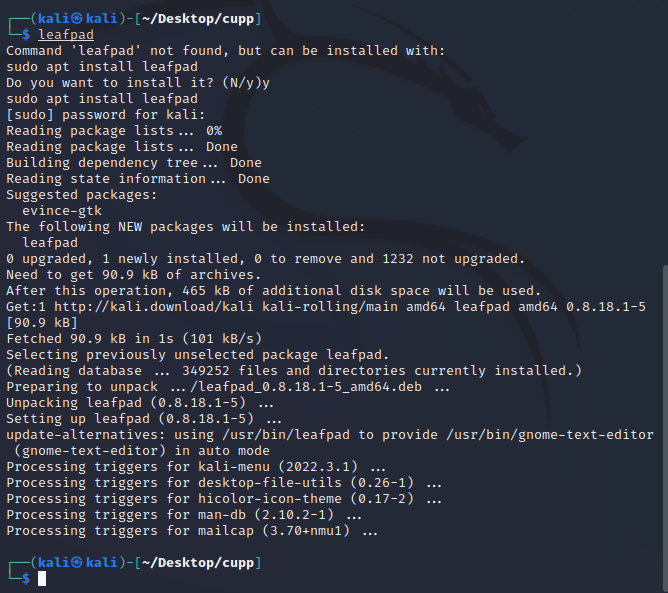 ┌──(kali㉿kali)-[~/Desktop/cupp]
└─$ leafpad
Command 'leafpad' not found, but can be installed with:
sudo apt install leafpad
Do you want to install it? (N/y)y
sudo apt install leafpad
[sudo] password for kali:
Reading package lists... 0%
Reading package lists... Done
Building dependency tree... Done
Reading state information... Done
Suggested packages:
  evince-gtk
The following NEW packages will be installed:
  leafpad
0 upgraded, 1 newly installed, 0 to remove and 1232 not upgraded.
Need to get 90.9 kB of archives.
After this operation, 465 kB of additional disk space will be used.
Get:1 http://kali.download/kali kali-rolling/main amd64 leafpad amd64 0.8.18.1-5
[90.9 kB]
Fetched 90.9 kB in 1s (101 kB/s)
Selecting previously unselected package leafpad.
(Reading database ... 349252 files and directories currently installed.)
Preparing to unpack .../leafpad_0.8.18.1-5_amd64.deb ...
Unpacking leafpad (0.8.18.1-5) ...
Setting up leafpad (0.8.18.1-5) ...
update-alternatives: using /usr/bin/leafpad to provide /usr/bin/gnome-text-editor
 (gnome-text-editor) in auto mode
Processing triggers for kali-menu (2022.3.1) ...
Processing triggers for desktop-file-utils (0.26-1) ...
Processing triggers for hicolor-icon-theme (0.17-2) ...
Processing triggers for man-db (2.10.2-1) ...
Processing triggers for mailcap (3.70+nmu1) ...
┌──(kali㉿kali)-[~/Desktop/cupp]
└─$